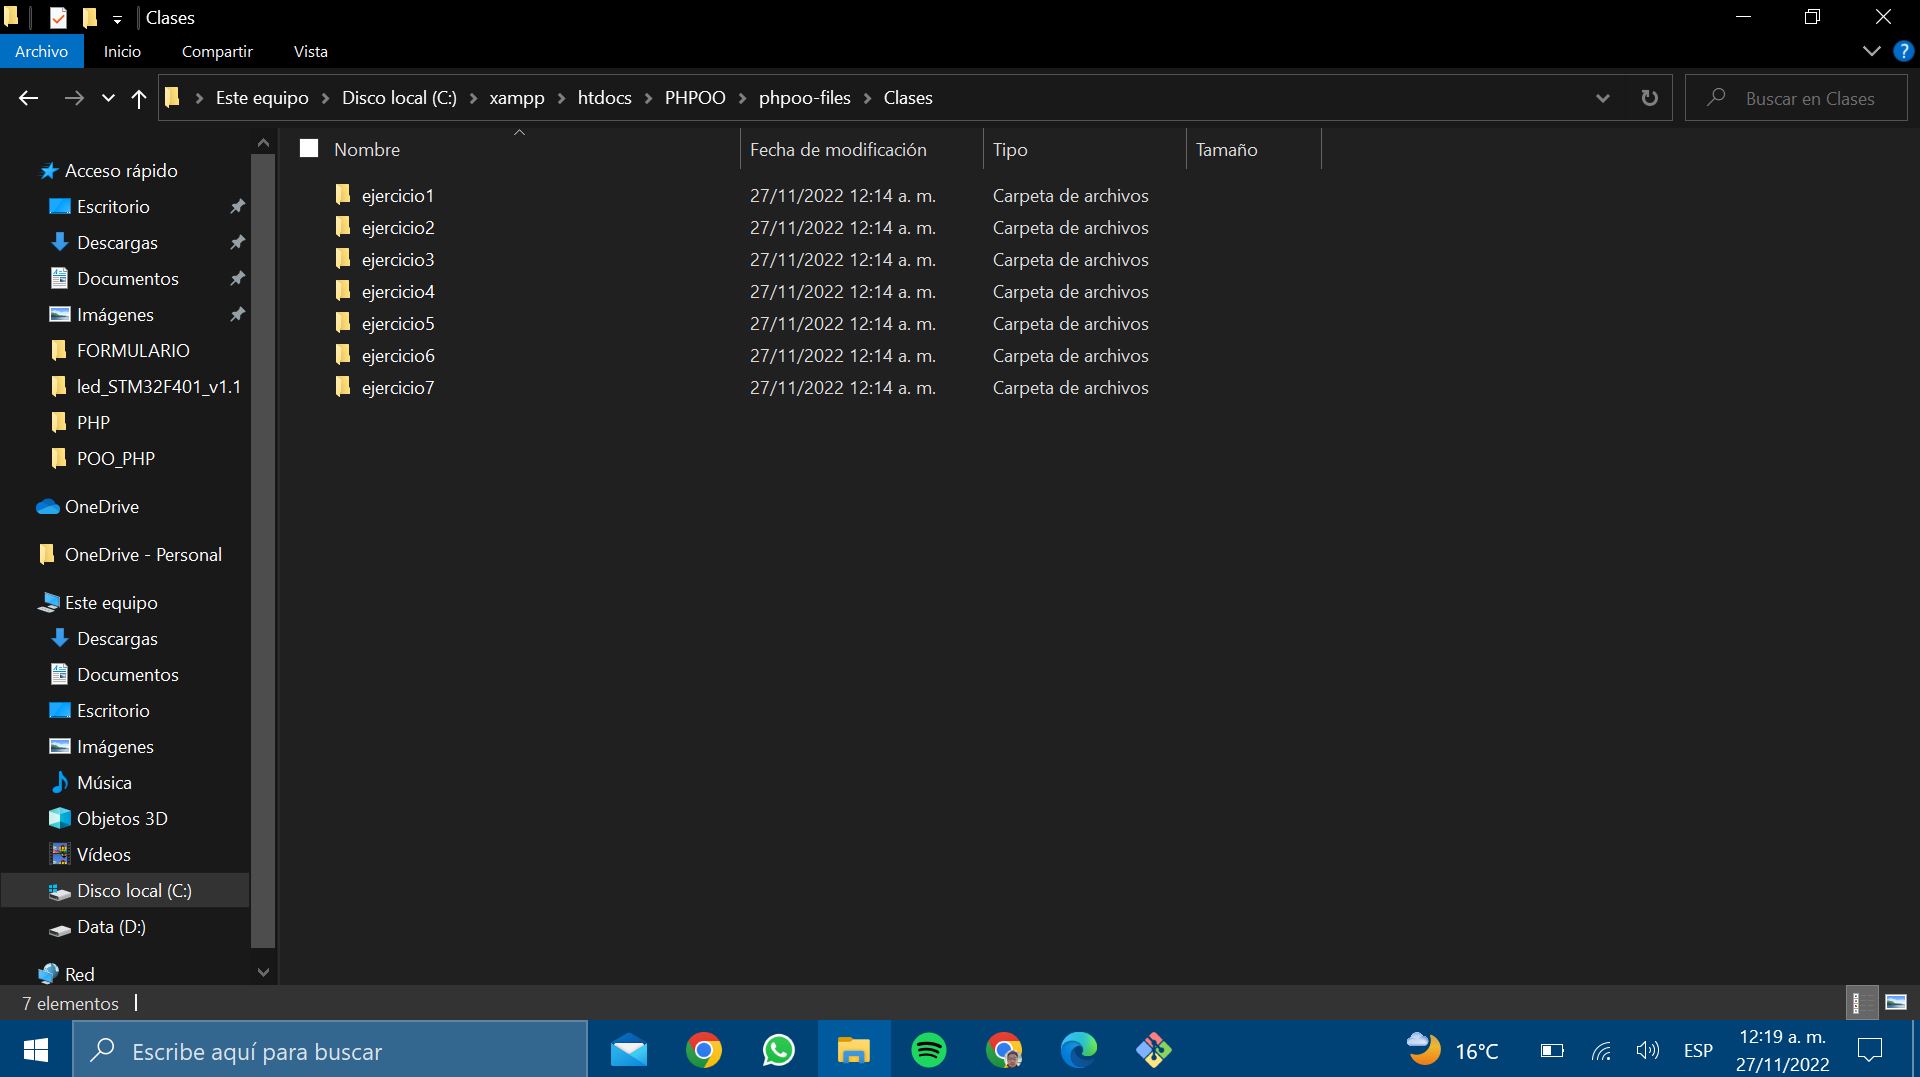 Clases
Archivo Inicio Compartir Vista
Este equipo Disco local (C:) xampp htdocs PHPOO phpoo-files Clases
Buscar en Clases
Acceso rápido
Escritorio
Descargas
Documentos
Imágenes
FORMULARIO
led_STM32F401_v1.1
PHP
POO_PHP
OneDrive
OneDrive - Personal
Este equipo
Descargas
Documentos
Escritorio
Imágenes
Música
Objetos 3D
Vídeos
Disco local (C:)
Data (D:)
Red
Nombre Fecha de modificación Tipo Tamaño
ejercicio1 27/11/2022 12:14 a. m. Carpeta de archivos
ejercicio2 27/11/2022 12:14 a. m. Carpeta de archivos
ejercicio3 27/11/2022 12:14 a. m. Carpeta de archivos
ejercicio4 27/11/2022 12:14 a. m. Carpeta de archivos
ejercicio5 27/11/2022 12:14 a. m. Carpeta de archivos
ejercicio6 27/11/2022 12:14 a. m. Carpeta de archivos
ejercicio7 27/11/2022 12:14 a. m. Carpeta de archivos
7 elementos
Escribe aquí para buscar
16°C
ESP
12:19 a. m.
27/11/2022